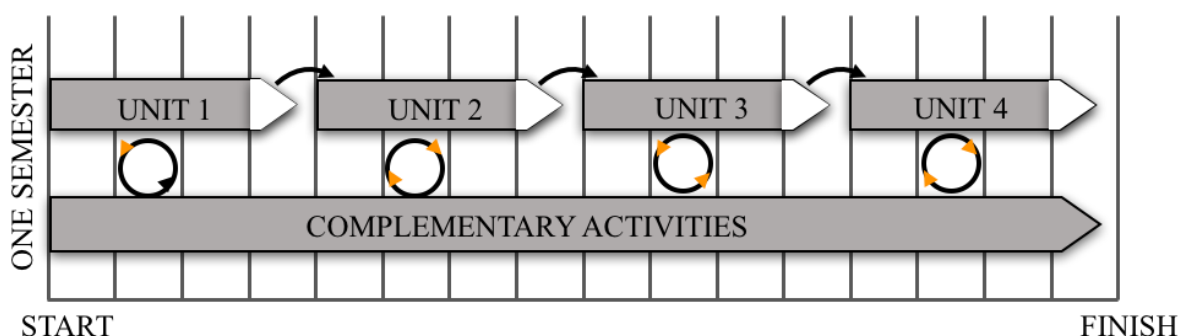 ONE SEMESTER
UNIT 1
UNIT 2
UNIT 3
UNIT 4
COMPLEMENTARY ACTIVITIES
START
FINISH